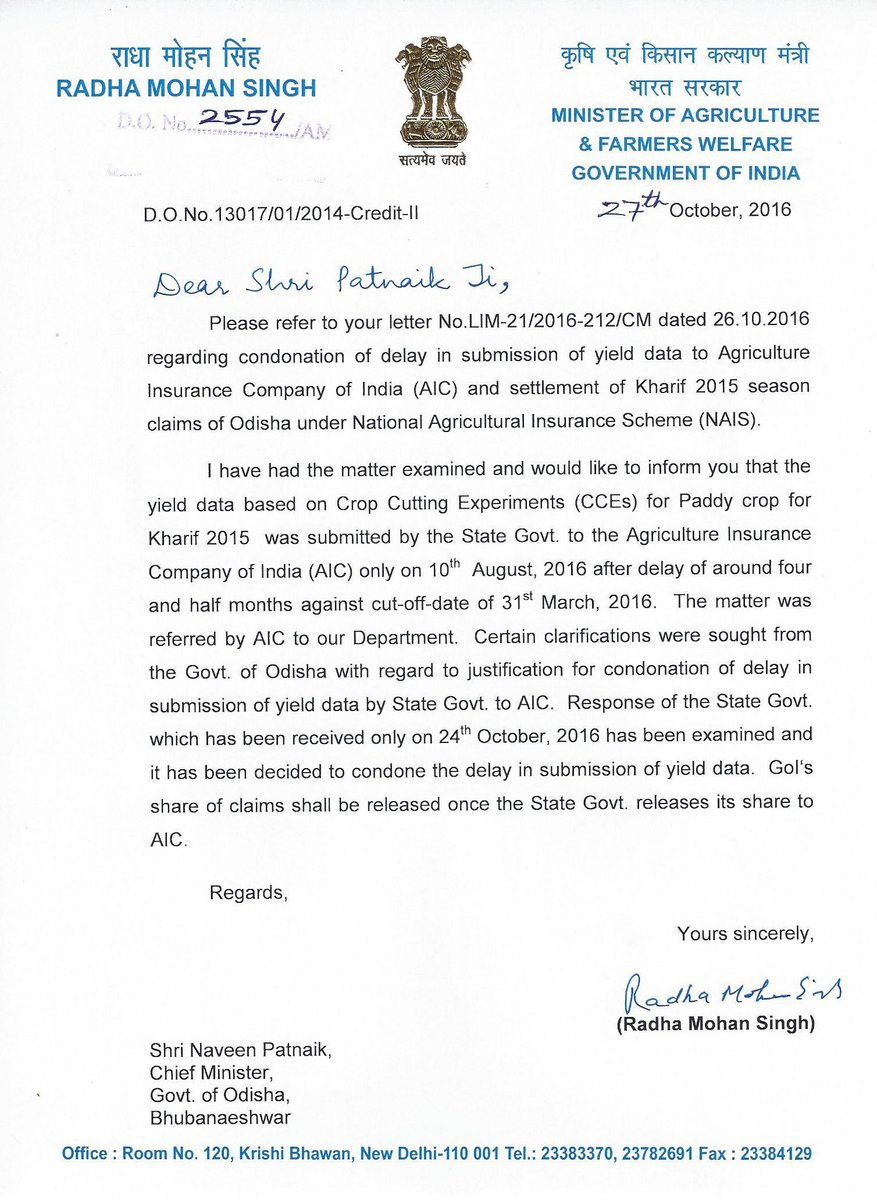 राधा मोहन सिंह
RADHA MOHAN SINGH
D.O. No. 2554 /AM
सत्यमेव जयते
कृषि एवं किसान कल्याण मंत्री
भारत सरकार
MINISTER OF AGRICULTURE
& FARMERS WELFARE
GOVERNMENT OF INDIA
D.O.No.13017/01/2014-Credit-II
27th October, 2016
Dear Shri Patnaik Ji,
Please refer to your letter No.LIM-21/2016-212/CM dated 26.10.2016
regarding condonation of delay in submission of yield data to Agriculture
Insurance Company of India (AIC) and settlement of Kharif 2015 season
claims of Odisha under National Agricultural Insurance Scheme (NAIS).
I have had the matter examined and would like to inform you that the
yield data based on Crop Cutting Experiments (CCEs) for Paddy crop for
Kharif 2015 was submitted by the State Govt. to the Agriculture Insurance
Company of India (AIC) only on 10th August, 2016 after delay of around four
and half months against cut-off-date of 31st March, 2016. The matter was
referred by AIC to our Department. Certain clarifications were sought from
the Govt. of Odisha with regard to justification for condonation of delay in
submission of yield data by State Govt. to AIC. Response of the State Govt.
which has been received only on 24th October, 2016 has been examined and
it has been decided to condone the delay in submission of yield data. GoI's
share of claims shall be released once the State Govt. releases its share to
AIC.
Regards,
Yours sincerely,
Radha Mohan Singh
(Radha Mohan Singh)
Shri Naveen Patnaik,
Chief Minister,
Govt. of Odisha,
Bhubanaeshwar
Office : Room No. 120, Krishi Bhawan, New Delhi-110 001 Tel.: 23383370, 23782691 Fax : 23384129